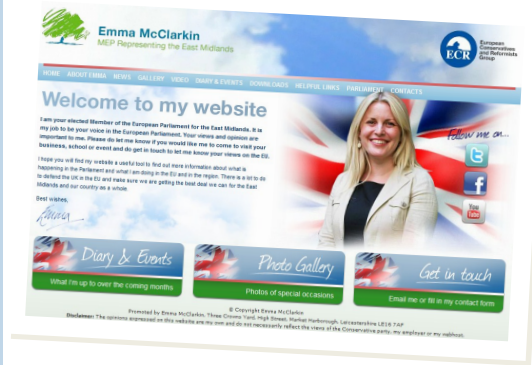 Emma McClarkin
MEP Representing the East Midlands
ECR
European
Conservatives
and Reformists
Group
HOME ABOUT EMMA NEWS GALLERY VIDEO DIARY & EVENTS DOWNLOADS HELPFUL LINKS PARLIAMENT CONTACTS
Welcome to my website
I am your elected Member of the European Parliament for the East Midlands. It is
my job to be your voice in the European Parliament. Your views and opinion are
important to me. Please do let me know if you would like me to come to visit your
business, school or event and do get in touch to let me know your views on the EU.
I hope you will find my website a useful tool to find out more information about what is
happening in the Parliament and what I am doing in the EU and in the region. There is a lot to do
to defend the UK in the EU and make sure we are getting the best deal we can for the East
Midlands and our country as a whole.
Best wishes,
Emma
Follow me on...
You
Tube
Diary & Events
What I'm up to over the coming months
Photo Gallery
Photos of special occasions
Get in touch
Email me or fill in my contact form
© Copyright Emma McClarkin
Promoted by Emma McClarkin, Three Crowns Yard, High Street, Market Harborough, Leicestershire LE16 7AF
Disclaimer: The opinions expressed on this website are my own and do not necessarily reflect the views of the Conservative party, my employer or my webhost.